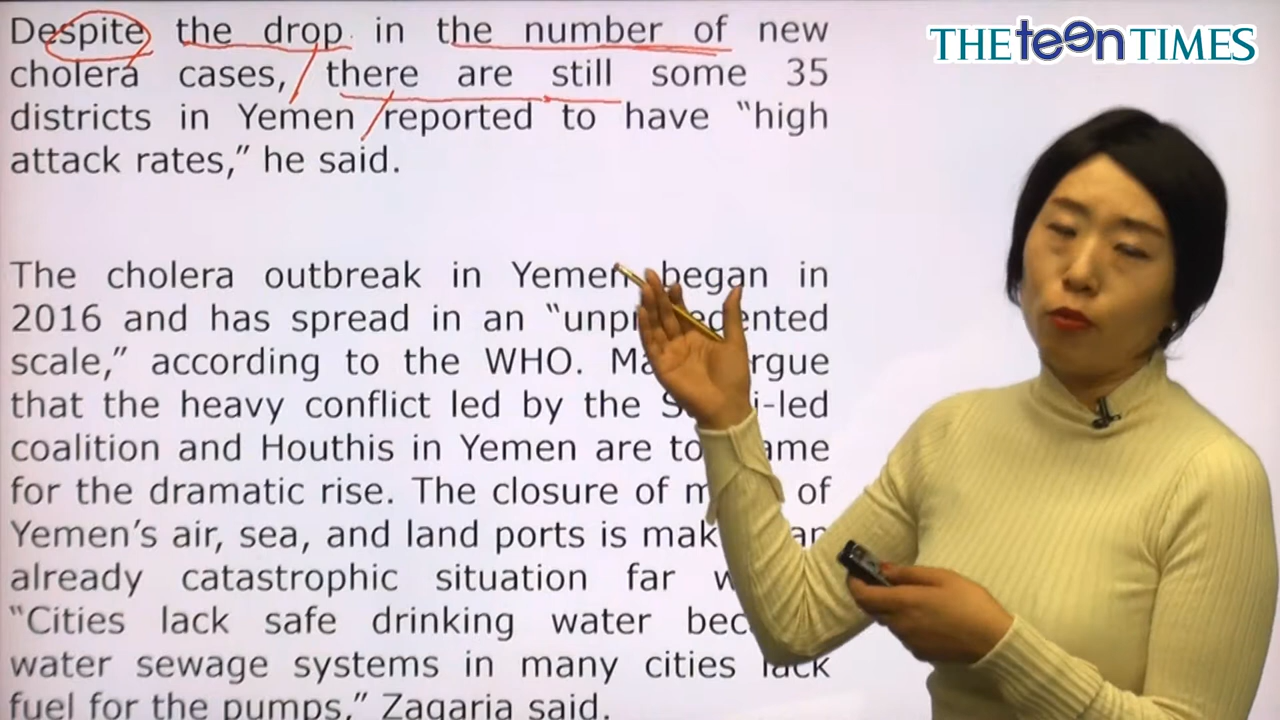 THE teen TIMES
Despite the drop in the number of new
cholera cases, there are still some 35
districts in Yemen reported to have “high
attack rates,” he said.
The cholera outbreak in Yemen began in
2016 and has spread in an
scale,” according to the WHO.
that the heavy conflict led by the
coalition and Houthis in Yemen are to
for the dramatic rise. The closure of of
Yemen’s air, sea, and land ports is
already catastrophic situation far
“Cities lack safe drinking water
water sewage systems in many cities lack
fuel for the pumps,” Zagaria said.